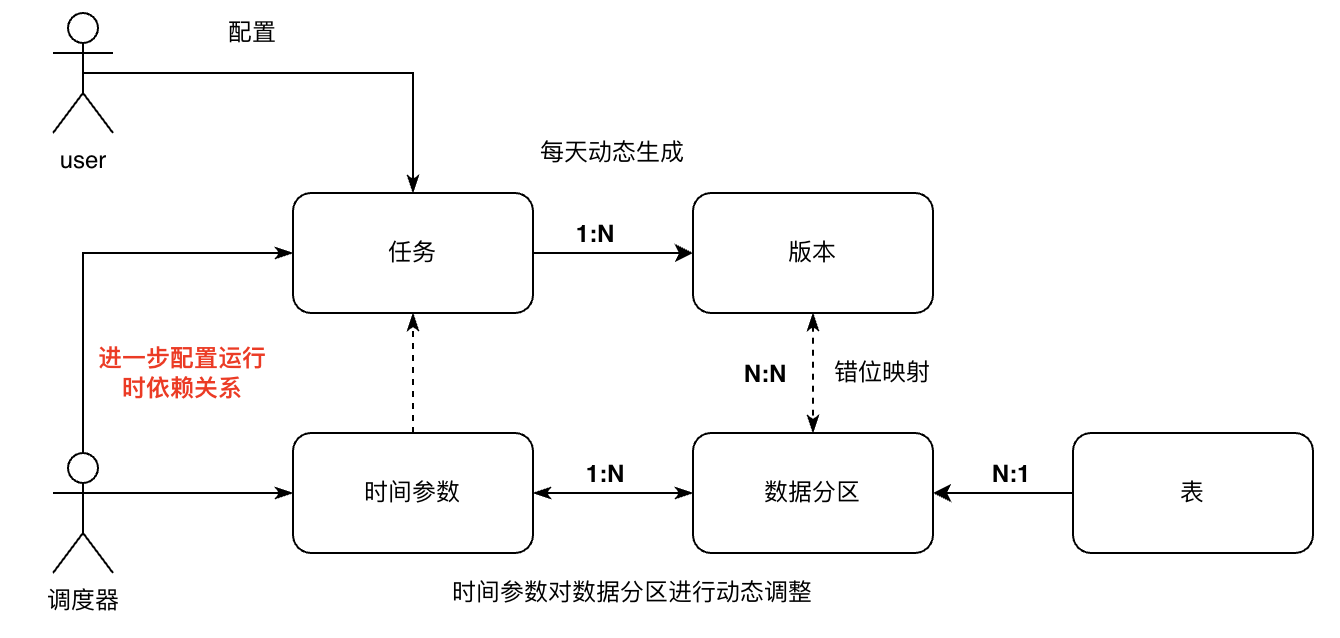 配置
user
每天动态生成
任务
1:N
版本
进一步配置运行
时依赖关系
N:N
错位映射
时间参数
1:N
数据分区
N:1
表
调度器
时间参数对数据分区进行动态调整